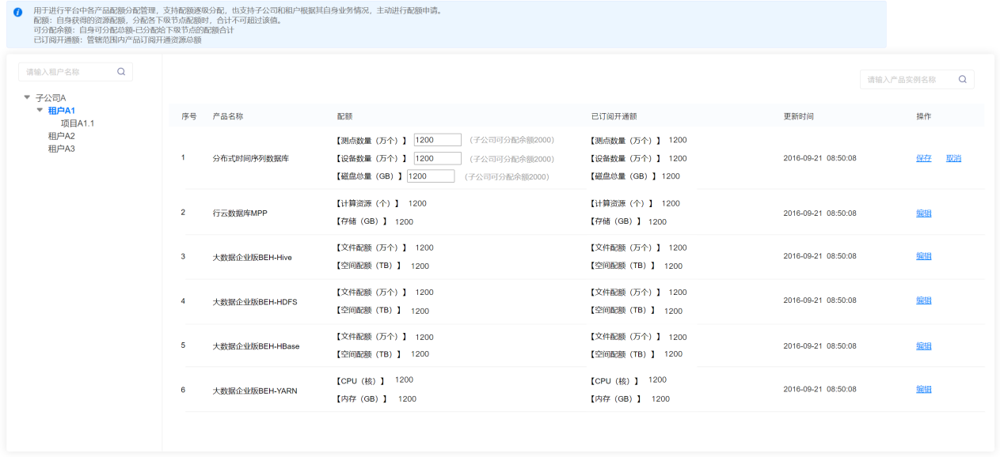 用于进行平台中各产品配额分配管理，支持配额逐级分配，也支持子公司和租户根据其自身业务情况，主动进行配额申请。
配额：自身获得的资源配额，分配各下级节点配额时，合计不可超过该值。
可分配余额：自身可分配总额-已分配给下级节点的配额合计
已订阅开通额：管辖范围内产品订阅开通资源总额
请输入租户名称
子公司A
租户A1
项目A1.1
租户A2
租户A3
请输入产品实例名称
序号 产品名称 配额 已订阅开通额 更新时间 操作
【测点数量（万个）】 1200 （子公司可分配余额2000） 【测点数量（万个）】 1200
1 分布式时间序列数据库 【设备数量（万个）】 1200 （子公司可分配余额2000） 【设备数量（万个）】 1200 2016-09-21 08:50:08 保存 取消
【磁盘总量（GB）】 1200 （子公司可分配余额2000） 【磁盘总量（GB）】 1200
【计算资源（个）】 1200 【计算资源（个）】 1200
2 行云数据库MPP 2016-09-21 08:50:08 编辑
【存储（GB）】 1200 【存储（GB）】 1200
【文件配额（万个）】 1200 【文件配额（万个）】 1200
3 大数据企业版BEH-Hive 2016-09-21 08:50:08 编辑
【空间配额（TB）】 1200 【空间配额（TB）】 1200
【文件配额（万个）】 1200 【文件配额（万个）】 1200
4 大数据企业版BEH-HDFS 2016-09-21 08:50:08 编辑
【空间配额（TB）】 1200 【空间配额（TB）】 1200
【文件配额（万个）】 1200 【文件配额（万个）】 1200
5 大数据企业版BEH-HBase 2016-09-21 08:50:08 编辑
【空间配额（TB）】 1200 【空间配额（TB）】 1200
【CPU（核）】 1200 【CPU（核）】 1200
6 大数据企业版BEH-YARN 2016-09-21 08:50:08 编辑
【内存（GB）】 1200 【内存（GB）】 1200